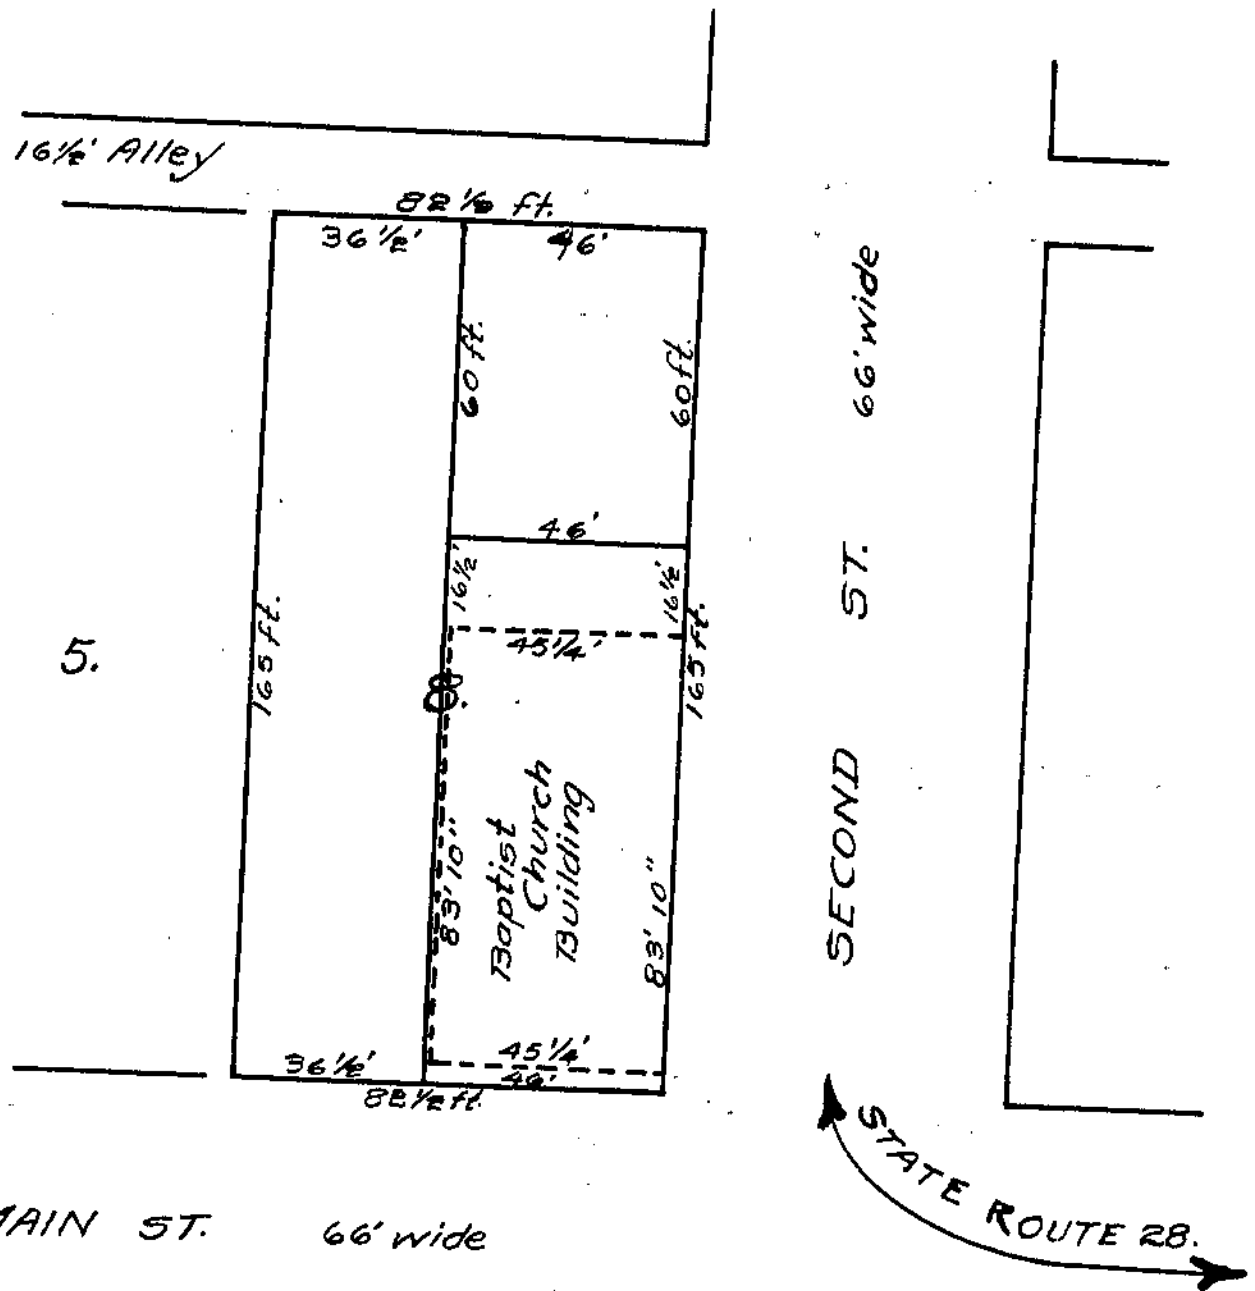 16½' Alley
82½ ft.
36½'
46'
60 ft.
60 ft.
66' wide
46'
16½'
16½'
45¼'
ST.
165 ft.
165 ft.
5.
8.
83' 10"
Baptist
Church
Building
83' 10"
SECOND
36½'
45¼'
46'
82½ ft.
STATE ROUTE 28.
MAIN ST. 66' wide